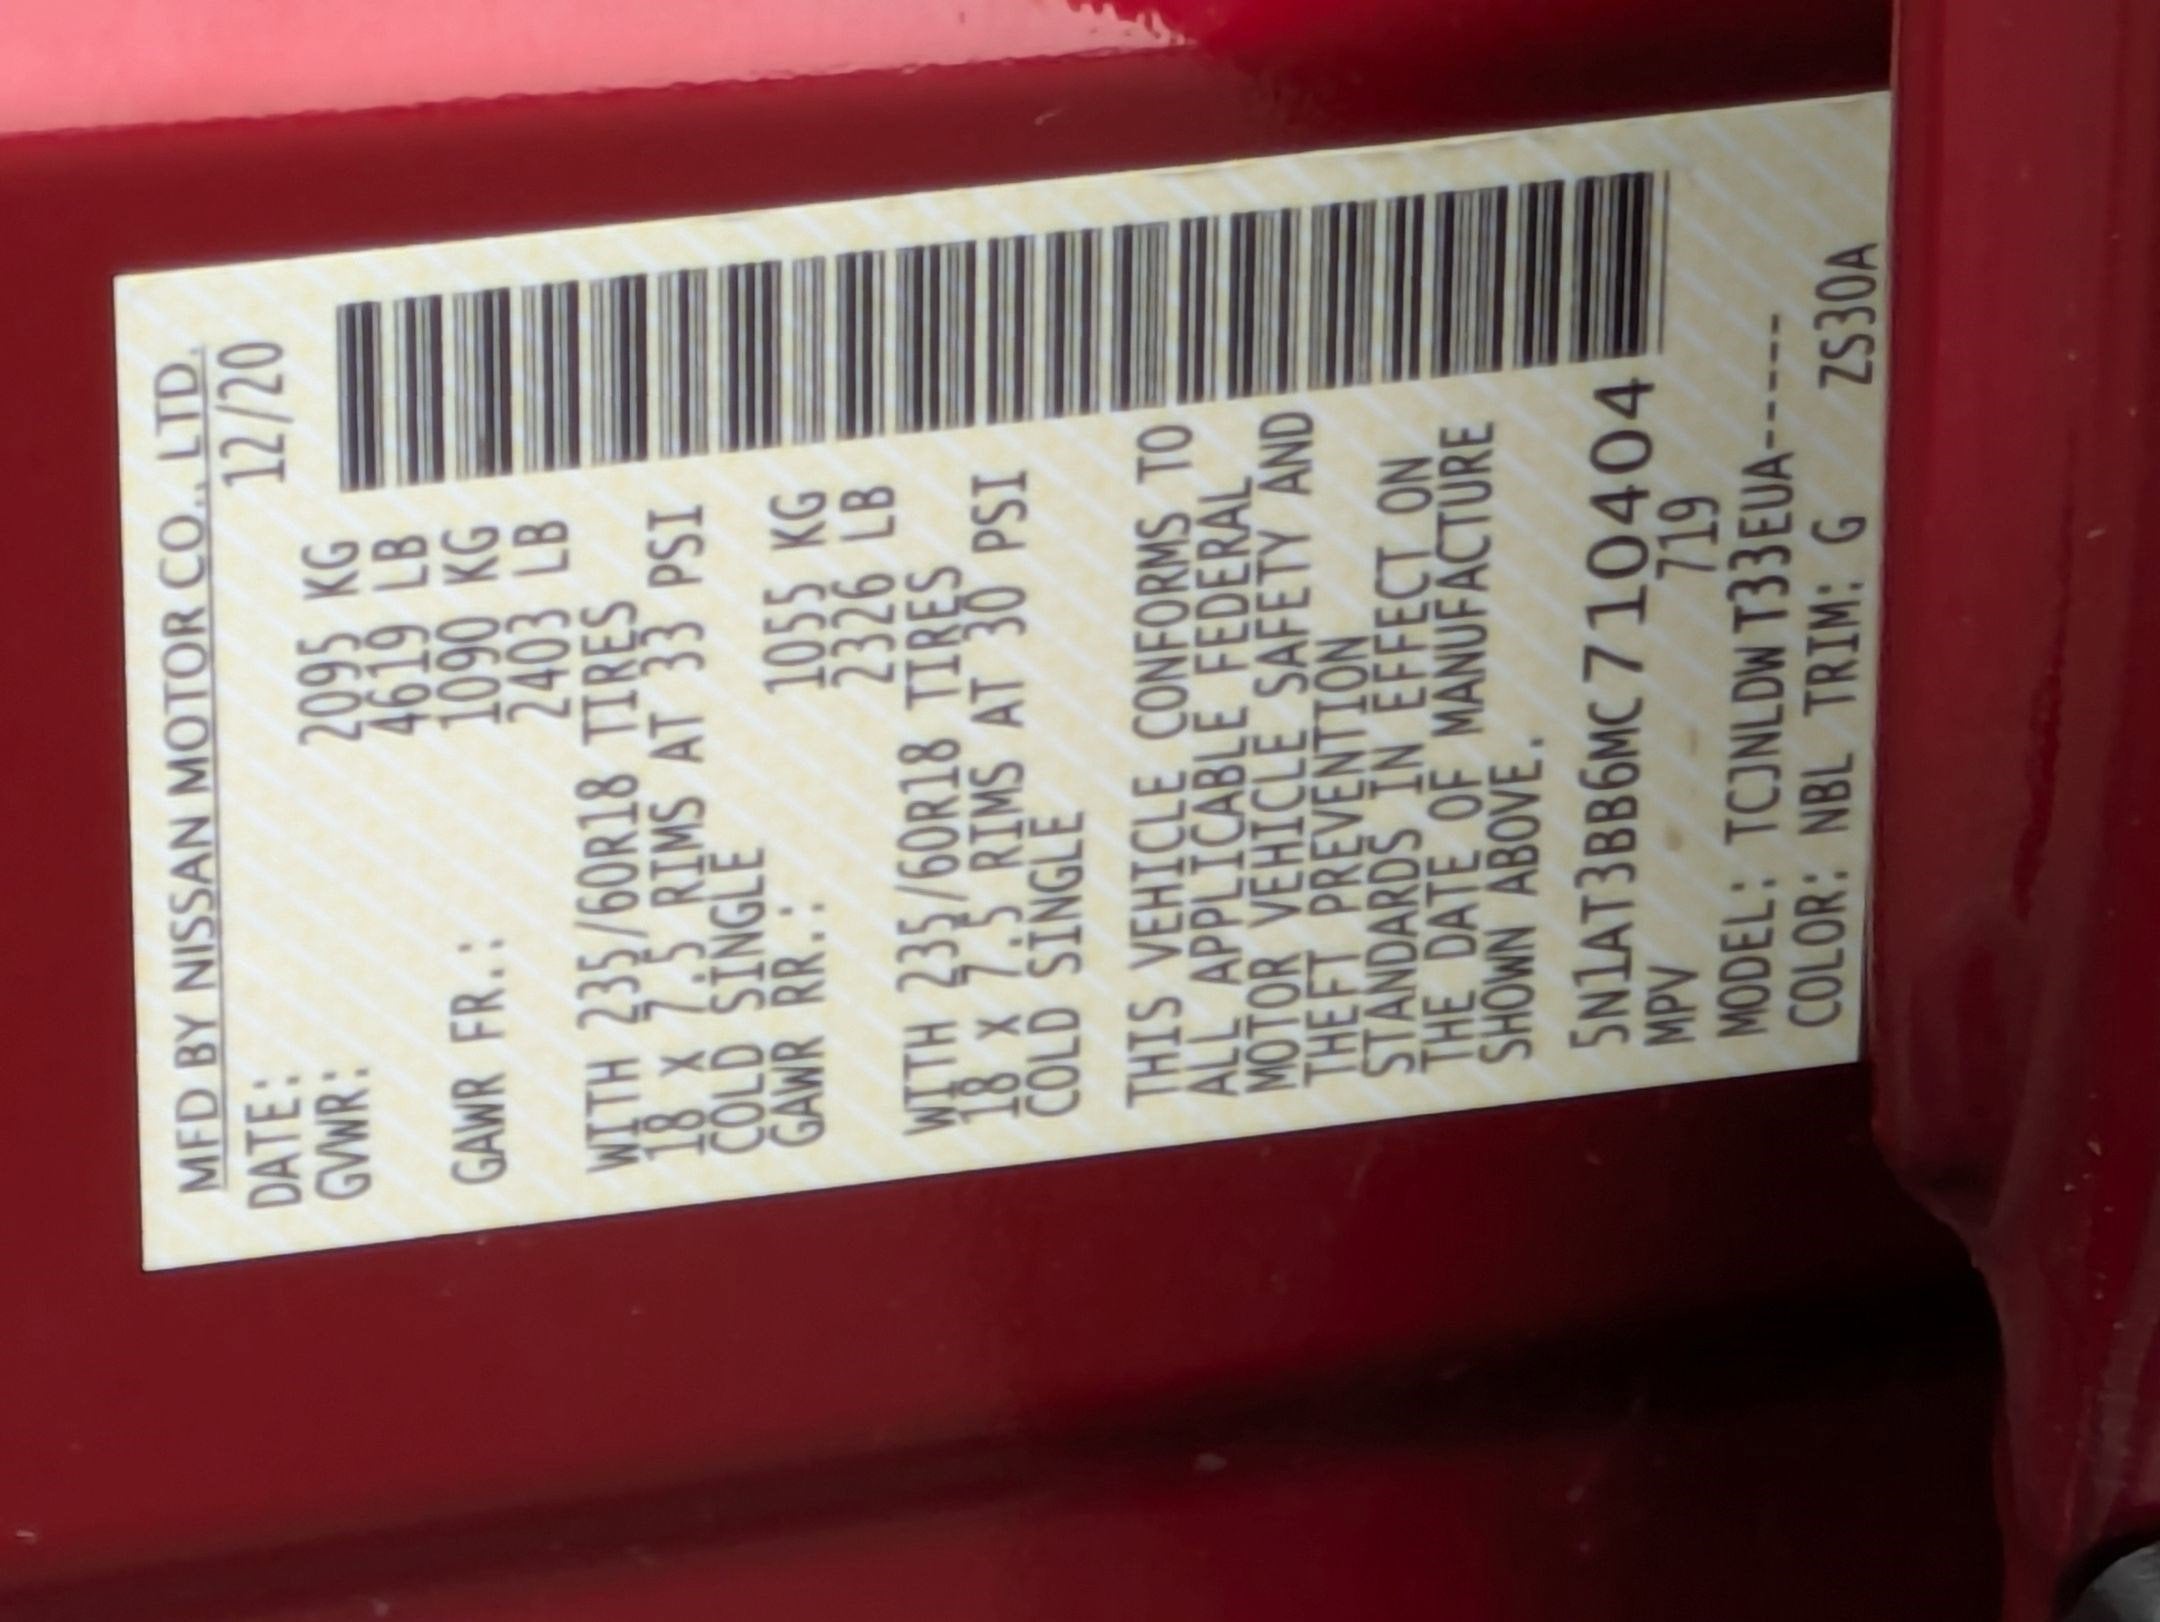 MFD BY NISSAN MOTOR CO., LTD.
DATE: 12/20
GVWR: 2095 KG
4619 LB
GAWR FR.: 1090 KG
2403 LB
WITH 235/60R18 TIRES
18 X 7.5 RIMS AT 33 PSI
COLD SINGLE
GAWR RR.: 1055 KG
2326 LB
WITH 235/60R18 TIRES
18 X 7.5 RIMS AT 30 PSI
COLD SINGLE
THIS VEHICLE CONFORMS TO
ALL APPLICABLE FEDERAL
MOTOR VEHICLE SAFETY AND
THEFT PREVENTION
STANDARDS IN EFFECT ON
THE DATE OF MANUFACTURE
SHOWN ABOVE.
5N1AT3BB6MC710404
MPV 719
MODEL: TCJNLDWT33EUA------
COLOR: NBL TRIM: G ZS30A